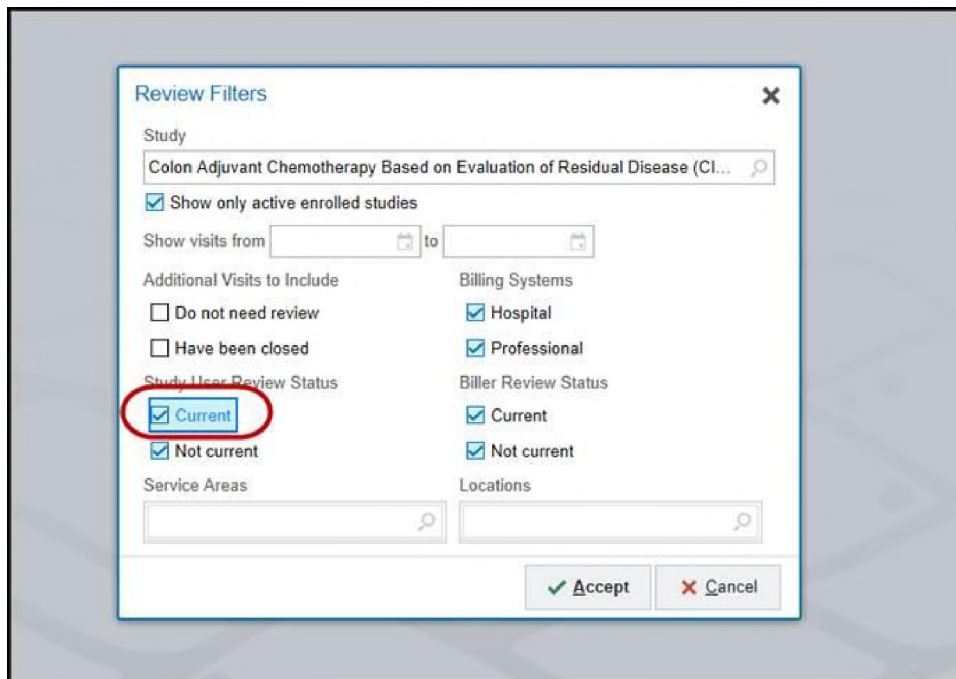 Review Filters
Study
Colon Adjuvant Chemotherapy Based on Evaluation of Residual Disease (CI...
Show only active enrolled studies
Show visits from to
Additional Visits to Include Billing Systems
Do not need review Hospital
Have been closed Professional
Study User Review Status Biller Review Status
Current Current
Not current Not current
Service Areas Locations
Accept Cancel